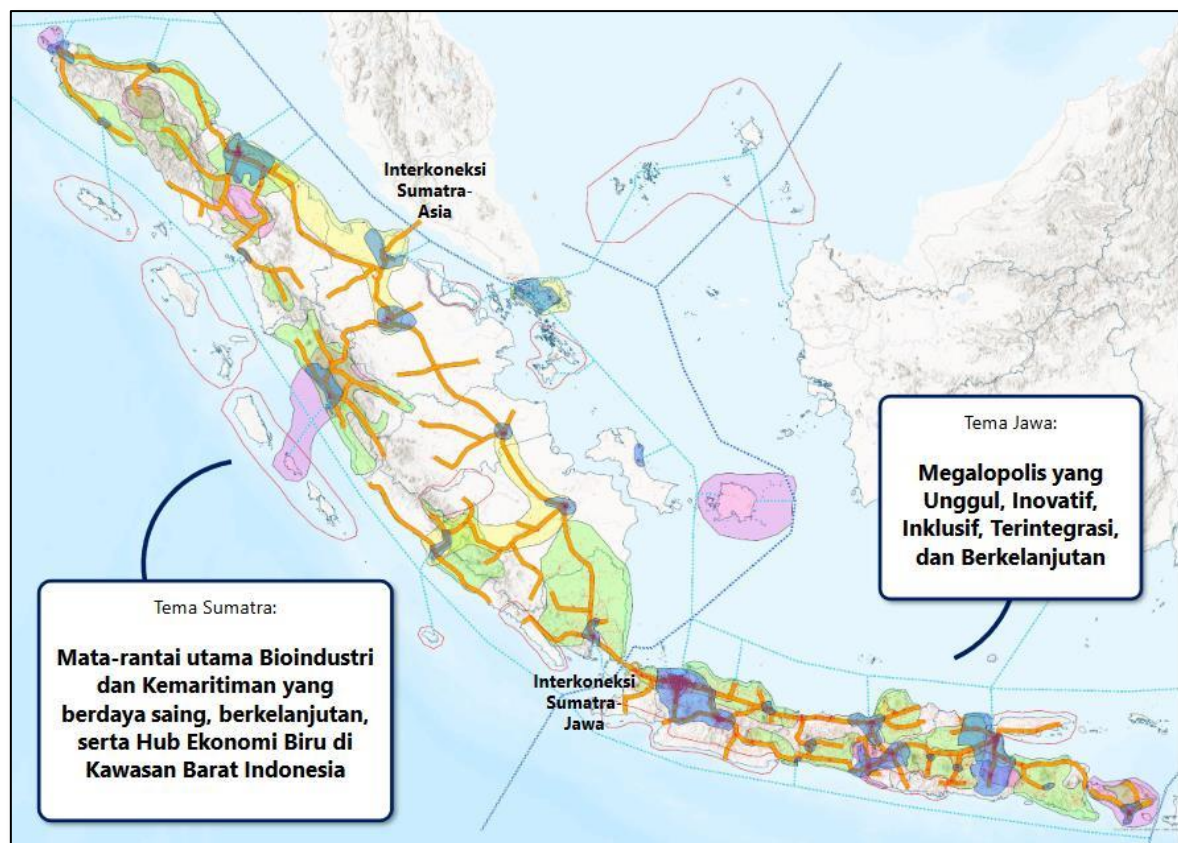 Interkoneksi
Sumatra-
Asia
Tema Jawa:
Megalopolis yang
Unggul, Inovatif,
Inklusif, Terintegrasi,
dan Berkelanjutan
Tema Sumatra:
Mata-rantai utama Bioindustri
dan Kemaritiman yang
berdaya saing, berkelanjutan,
serta Hub Ekonomi Biru di
Kawasan Barat Indonesia
Interkoneksi
Sumatra-
Jawa